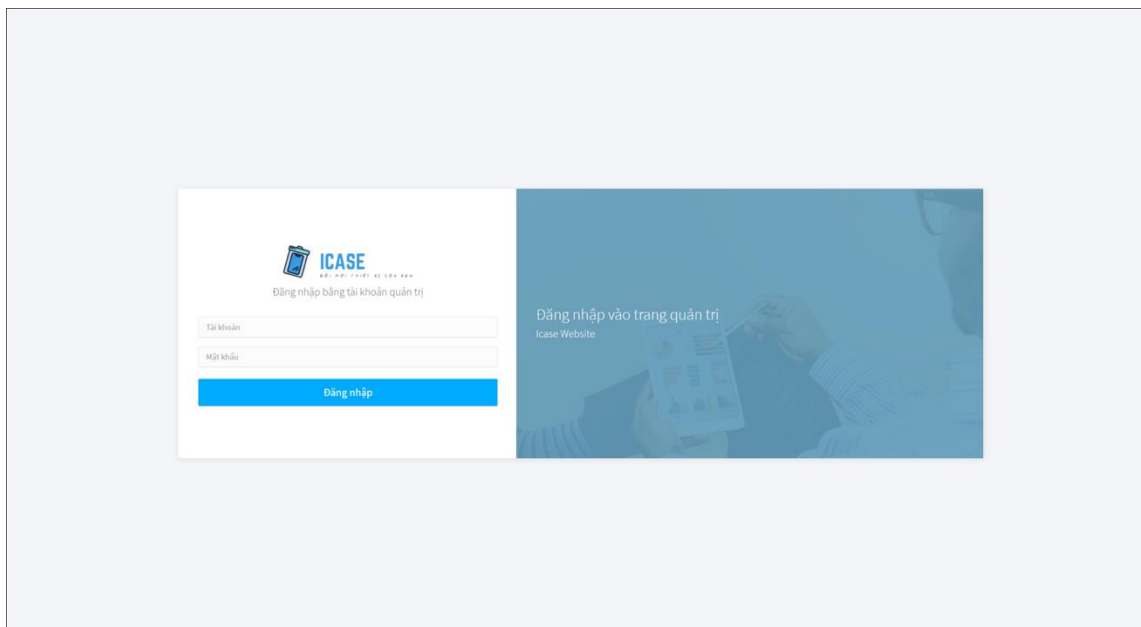 ICASE
Đăng nhập bằng tài khoản quản trị
Tài khoản
Mật khẩu
Đăng nhập
Đăng nhập vào trang quản trị
Icase Website